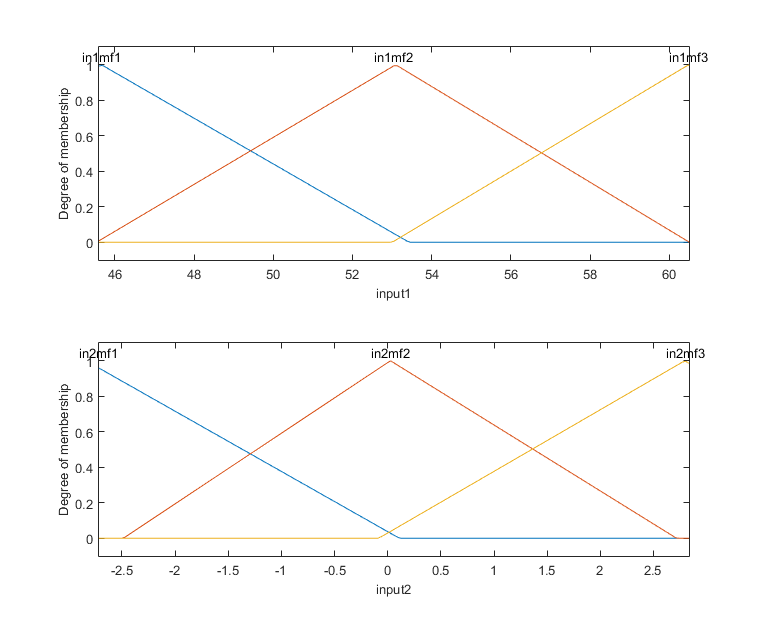 in1mf1 in1mf2 in1mf3
1
0.8
0.6
0.4
0.2
0
Degree of membership
46 48 50 52 54 56 58 60
input1
in2mf1 in2mf2 in2mf3
1
0.8
0.6
0.4
0.2
0
Degree of membership
-2.5 -2 -1.5 -1 -0.5 0 0.5 1 1.5 2 2.5
input2